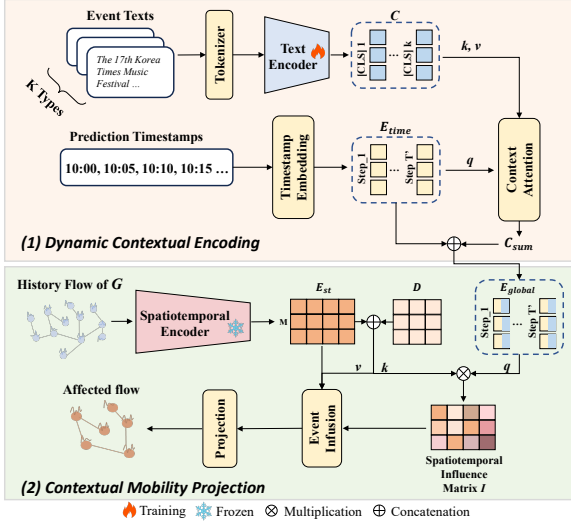 Event Texts
The 17th Korea
Times Music
Festival ...
K Types
Tokenizer
Text
Encoder
C
[CLS] 1
...
[CLS] k
k, v
Prediction Timestamps
10:00, 10:05, 10:10, 10:15 ...
Timestamp
Embedding
E_time
Step_1
...
Step T'
q
Context
Attention
(1) Dynamic Contextual Encoding
C_sum
History Flow of G
Spatiotemporal
Encoder
M
E_st
D
E_global
Step_1
...
Step T'
v
k
q
Affected flow
Projection
Event
Infusion
Spatiotemporal
Influence
Matrix I
(2) Contextual Mobility Projection
Training
Frozen
Multiplication
Concatenation